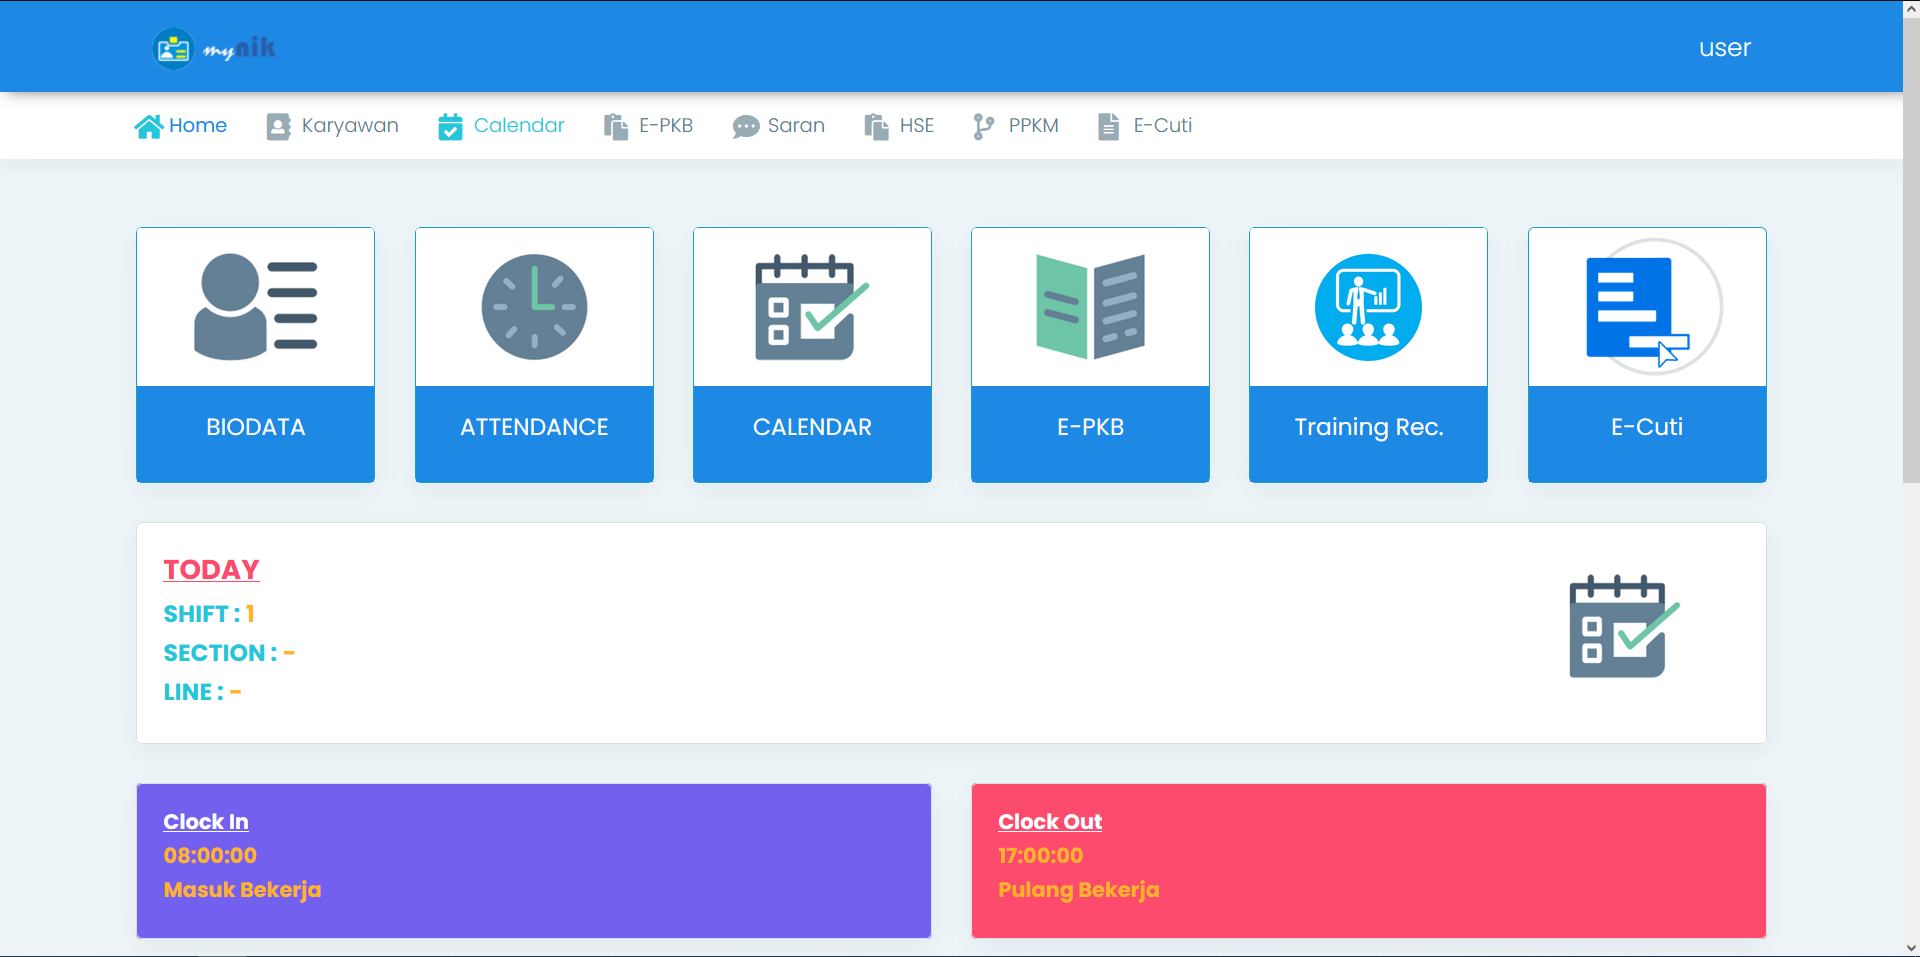 mynik
user
Home Karyawan Calendar E-PKB Saran HSE PPKM E-Cuti
BIODATA ATTENDANCE CALENDAR E-PKB Training Rec. E-Cuti
TODAY
SHIFT : 1
SECTION : -
LINE : -
Clock In
08:00:00
Masuk Bekerja
Clock Out
17:00:00
Pulang Bekerja